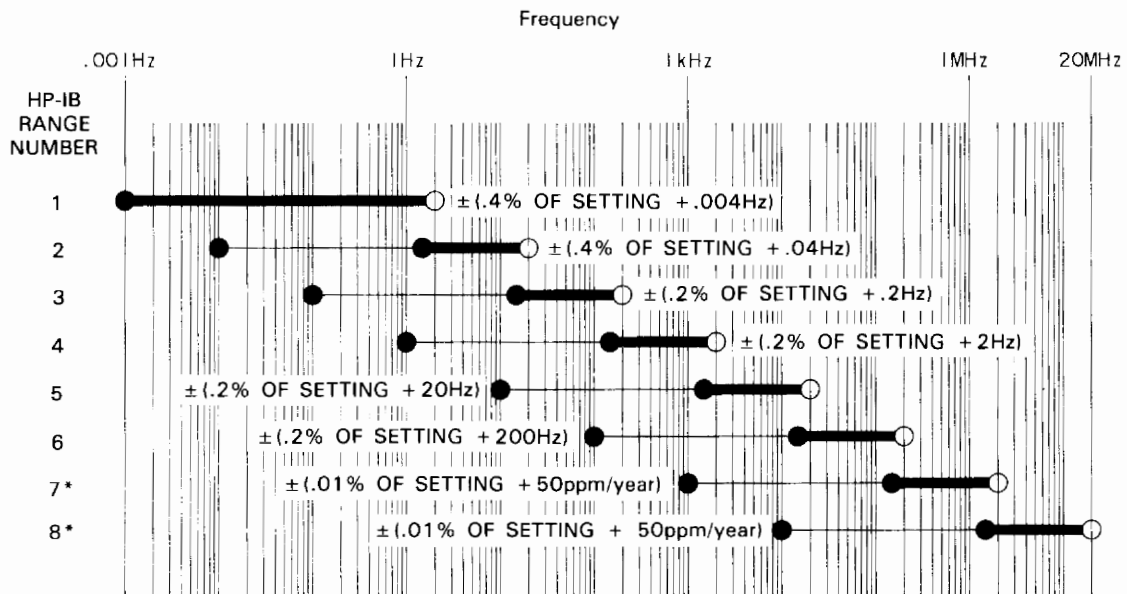 Frequency
.001Hz 1Hz 1kHz 1MHz 20MHz
HP-IB
RANGE
NUMBER
1 ±(.4% OF SETTING +.004Hz)
2 ±(.4% OF SETTING +.04Hz)
3 ±(.2% OF SETTING +.2Hz)
4 ±(.2% OF SETTING +2Hz)
5 ±(.2% OF SETTING +20Hz)
6 ±(.2% OF SETTING +200Hz)
7* ±(.01% OF SETTING +50ppm/year)
8* ±(.01% OF SETTING + 50ppm/year)